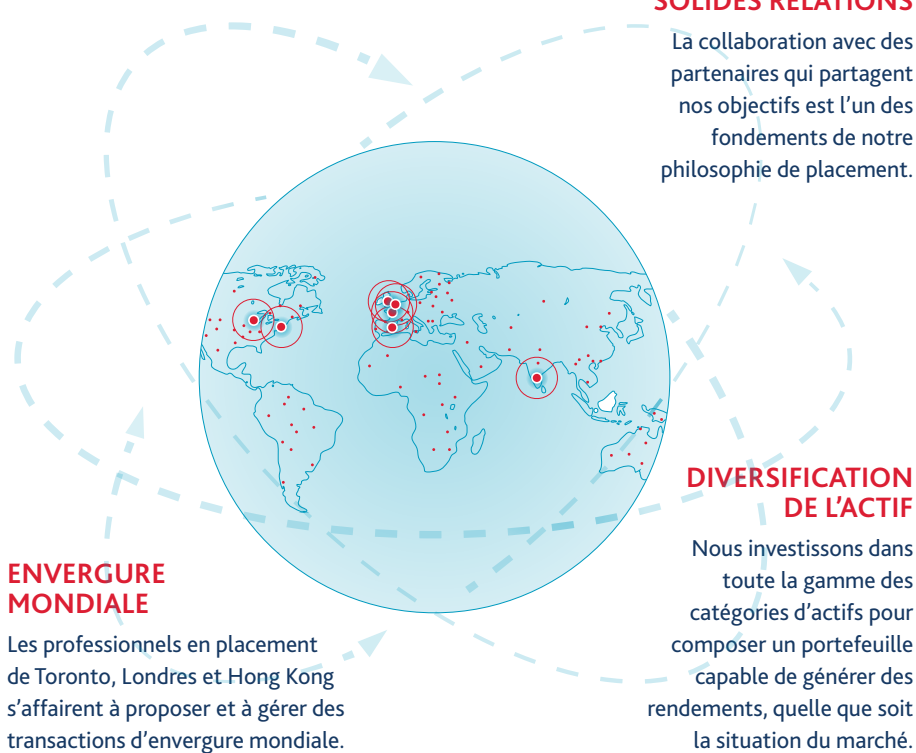 SOLIDES RELATIONS
La collaboration avec des
partenaires qui partagent
nos objectifs est l’un des
fondements de notre
philosophie de placement.
DIVERSIFICATION
DE L’ACTIF
Nous investissons dans
toute la gamme des
catégories d’actifs pour
composer un portefeuille
capable de générer des
rendements, quelle que soit
la situation du marché.
ENVERGURE
MONDIALE
Les professionnels en placement
de Toronto, Londres et Hong Kong
s’affairent à proposer et à gérer des
transactions d’envergure mondiale.